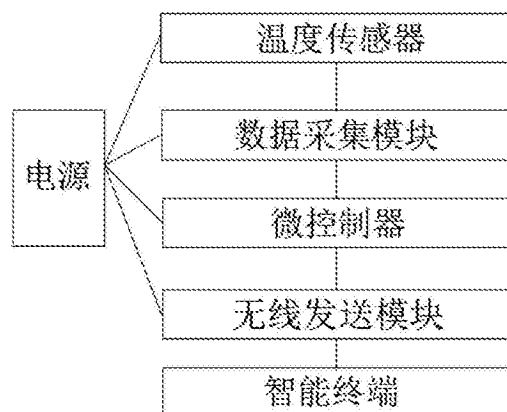 温度传感器
数据采集模块
电源
微控制器
无线发送模块
智能终端